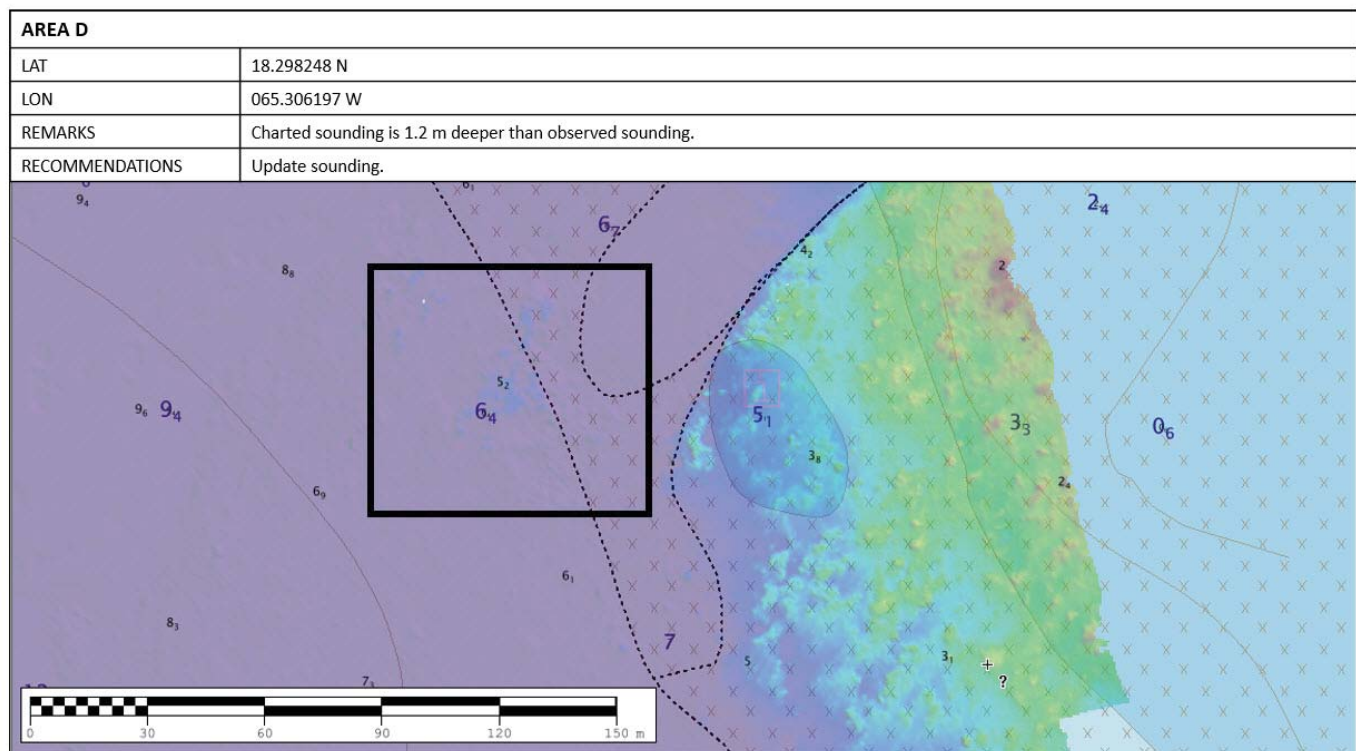 AREA D
LAT 18.298248 N
LON 065.306197 W
REMARKS Charted sounding is 1.2 m deeper than observed sounding.
RECOMMENDATIONS Update sounding.
9₄ 6₁ 2₄
6₇
8₈ 4₂ 2
5₂
9₆ 9₄ 6₄ 5₁ 3₃ 0₆
3₈
6₉ 2₄
6₁
8₃
7 5 3₁
?
7₃
0 30 60 90 120 150 m